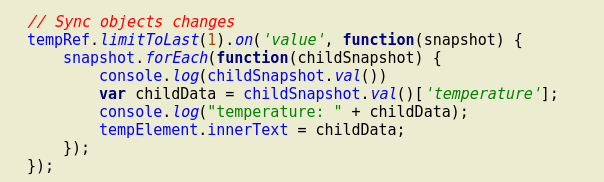 // Sync objects changes
tempRef.limitToLast(1).on('value', function(snapshot) {
    snapshot.forEach(function(childSnapshot) {
        console.log(childSnapshot.val())
        var childData = childSnapshot.val()['temperature'];
        console.log("temperature: " + childData);
        tempElement.innerText = childData;
    });
});